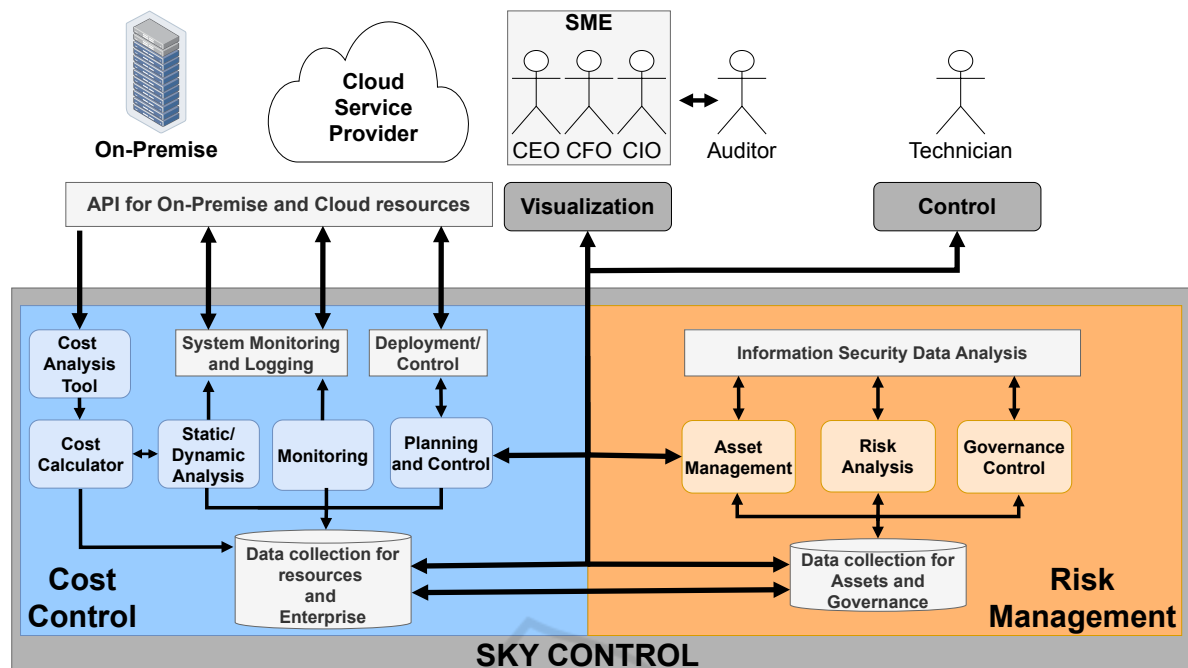 SME
Cloud
Service
Provider
On-Premise
CEO CFO CIO
Auditor
Technician
API for On-Premise and Cloud resources
Visualization
Control
Cost
Analysis
Tool
System Monitoring
and Logging
Deployment/
Control
Information Security Data Analysis
Cost
Calculator
Static/
Dynamic
Analysis
Monitoring
Planning
and Control
Asset
Management
Risk
Analysis
Governance
Control
Data collection for
resources
and
Enterprise
Data collection for
Assets and
Governance
Cost
Control
Risk
Management
SKY CONTROL